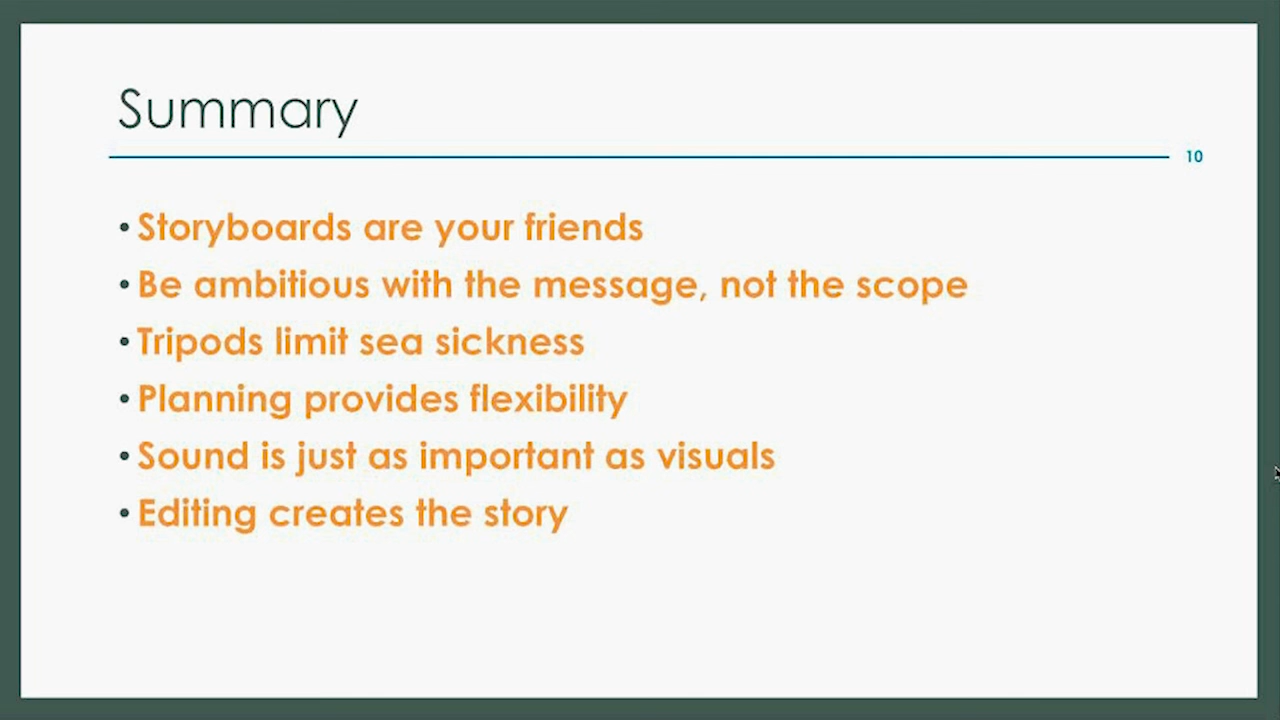 Summary
10
• Storyboards are your friends
• Be ambitious with the message, not the scope
• Tripods limit sea sickness
• Planning provides flexibility
• Sound is just as important as visuals
• Editing creates the story